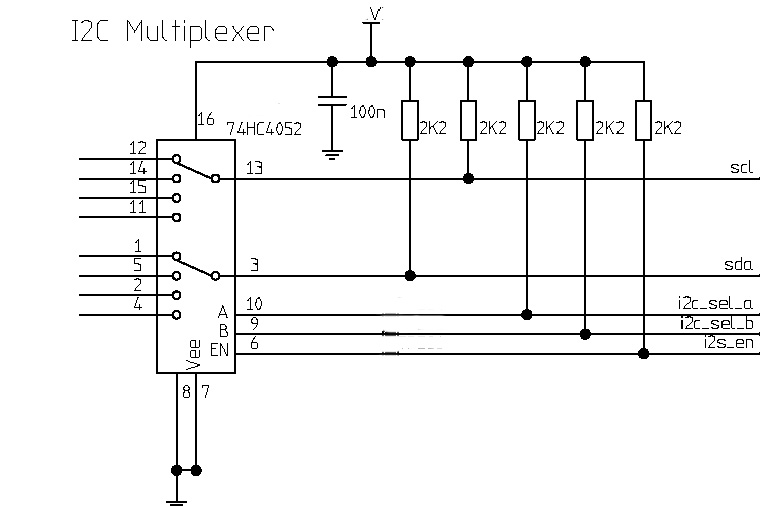 .V.
I2C Multiplexer
100n
16
74HC4052
2K2 2K2 2K2 2K2 2K2
12
14
13
scl
15
11
1
5
3
sda
2
4
A
10
i2c_sel_a
B
9
i2c_sel_b
EN
6
i2s_en
Vee
8
7